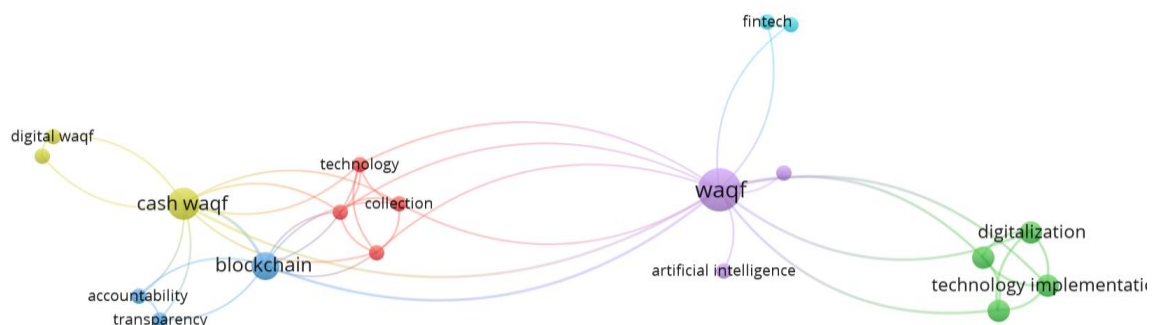 fintech
digital waqf
technology
waqf
cash waqf
collection
digitalization
blockchain
artificial intelligence
technology implementati
accountability
transparency